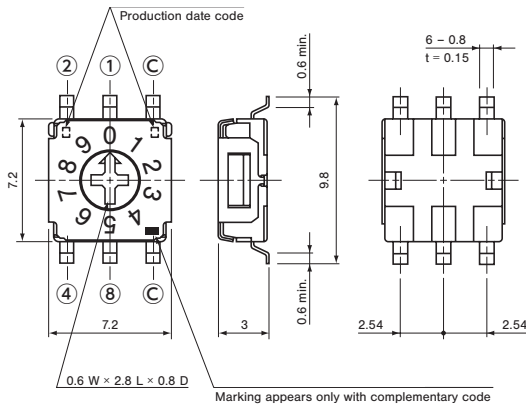 Production date code
6 – 0.8
t = 0.15
0.6 min.
② ① Ⓒ
0 1 2 3 4 5 6 7 8 9
7.2
9.8
④ ⑧ Ⓒ
0.6 min.
7.2
3
2.54
2.54
0.6 W × 2.8 L × 0.8 D
Marking appears only with complementary code